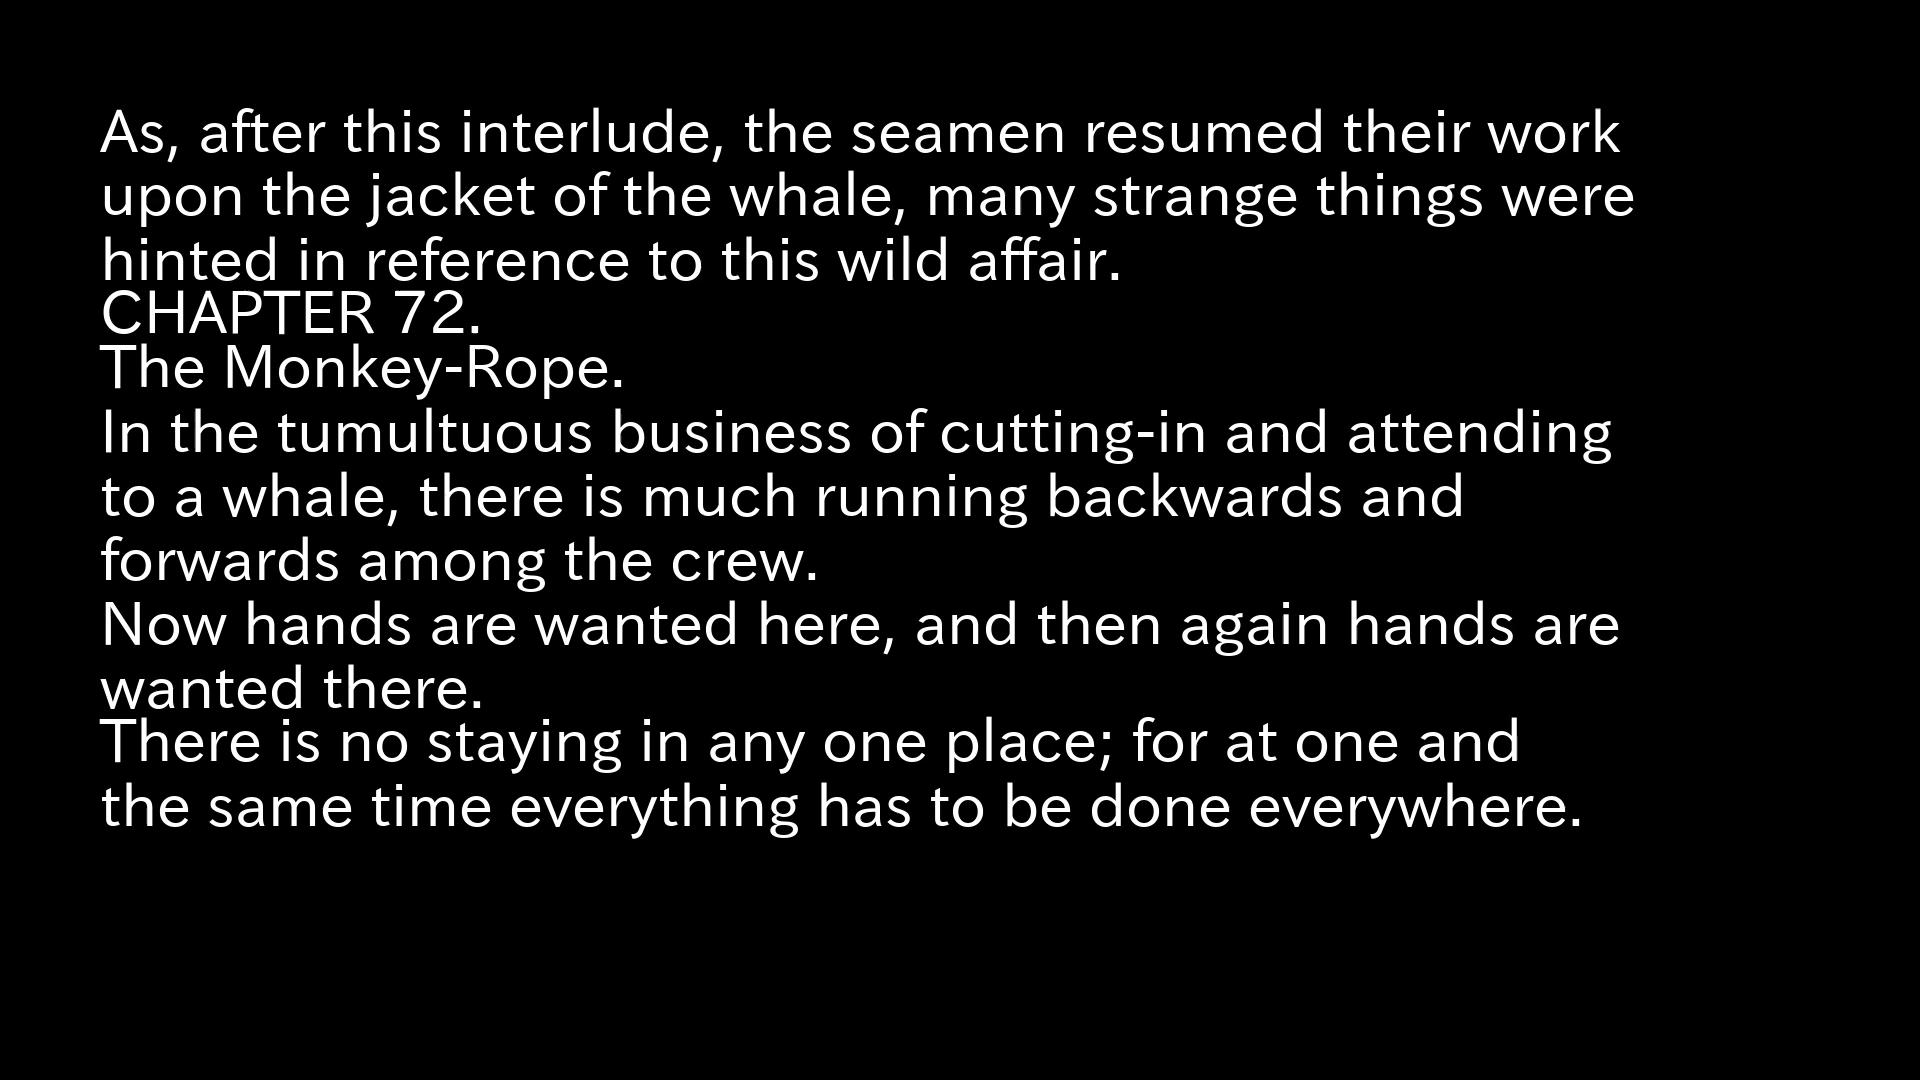 As, after this interlude, the seamen resumed their work
upon the jacket of the whale, many strange things were
hinted in reference to this wild affair.
CHAPTER 72.
The Monkey-Rope.
In the tumultuous business of cutting-in and attending
to a whale, there is much running backwards and
forwards among the crew.
Now hands are wanted here, and then again hands are
wanted there.
There is no staying in any one place; for at one and
the same time everything has to be done everywhere.